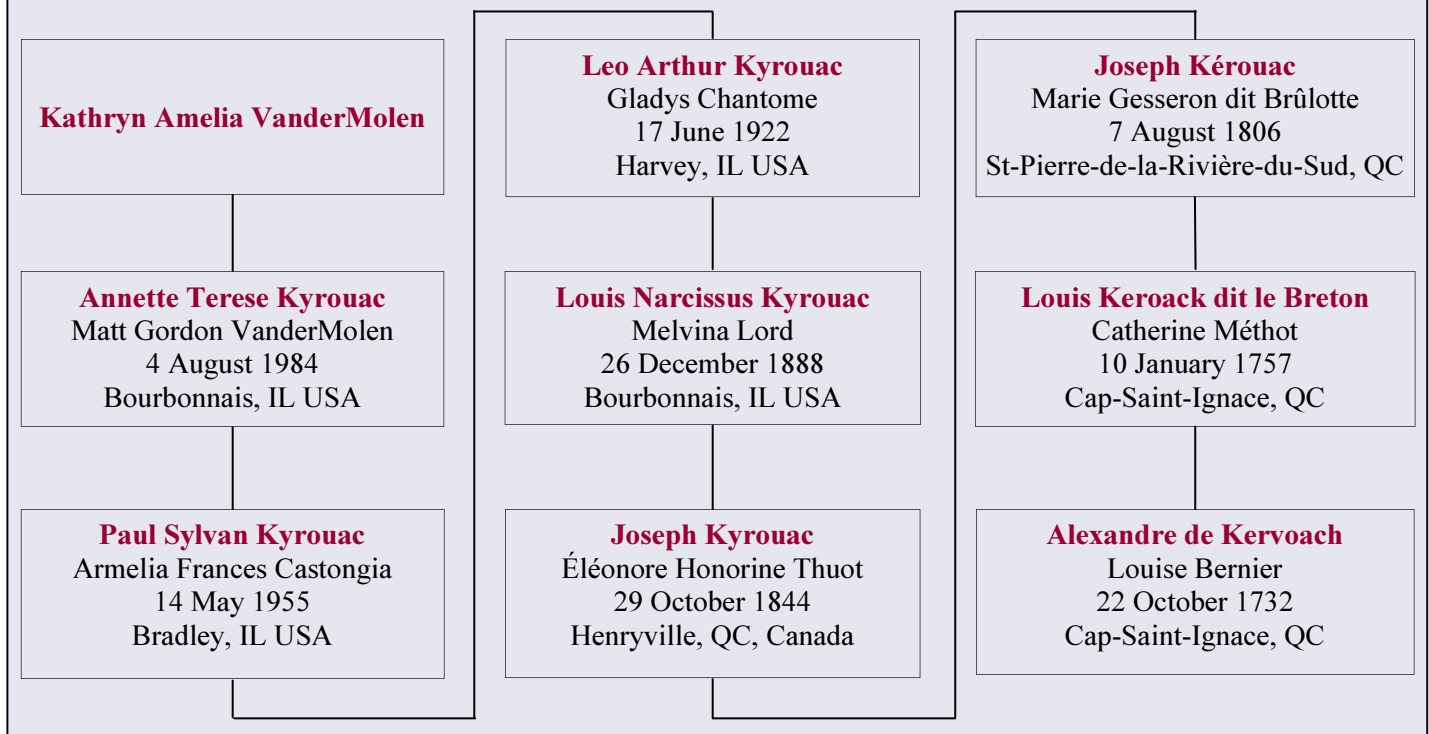 Kathryn Amelia VanderMolen
Annette Terese Kyrouac
Matt Gordon VanderMolen
4 August 1984
Bourbonnais, IL USA
Paul Sylvan Kyrouac
Armelia Frances Castongia
14 May 1955
Bradley, IL USA
Leo Arthur Kyrouac
Gladys Chantome
17 June 1922
Harvey, IL USA
Louis Narcissus Kyrouac
Melvina Lord
26 December 1888
Bourbonnais, IL USA
Joseph Kyrouac
Éléonore Honorine Thuot
29 October 1844
Henryville, QC, Canada
Joseph Kérouac
Marie Gesseron dit Brûlotte
7 August 1806
St-Pierre-de-la-Rivière-du-Sud, QC
Louis Keroack dit le Breton
Catherine Méthot
10 January 1757
Cap-Saint-Ignace, QC
Alexandre de Kervoach
Louise Bernier
22 October 1732
Cap-Saint-Ignace, QC